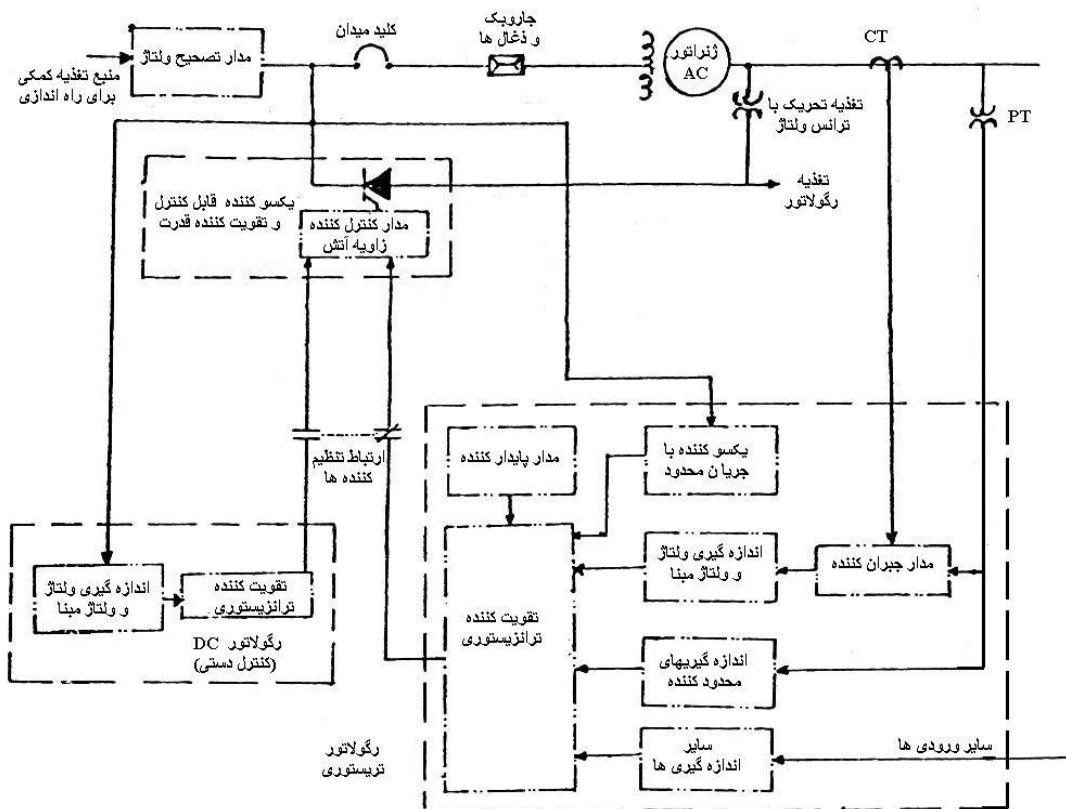 مدار تصحیح ولتاژ
منبع تغذیه کمکی
برای راه اندازی
کلید میدان
جاروبک
و ذغال ها
ژنراتور
AC
CT
PT
تغذیه تحریک با
ترانس ولتاژ
تغذیه
رگولاتور
یکسو کننده قابل کنترل
و تقویت کننده قدرت
مدار کنترل کننده
زاویه آتش
ارتباط تنظیم
کننده ها
مدار پایدار کننده
یکسو کننده با
جریان محدود
اندازه گیری ولتاژ
و ولتاژ مبنا
مدار جبران کننده
تقویت کننده
ترانزیستوری
اندازه گیریهای
محدود کننده
سایر
اندازه گیری ها
سایر ورودی ها
رگولاتور
تریستوری
اندازه گیری ولتاژ
و ولتاژ مبنا
تقویت کننده
ترانزیستوری
رگولاتور DC
(کنترل دستی)